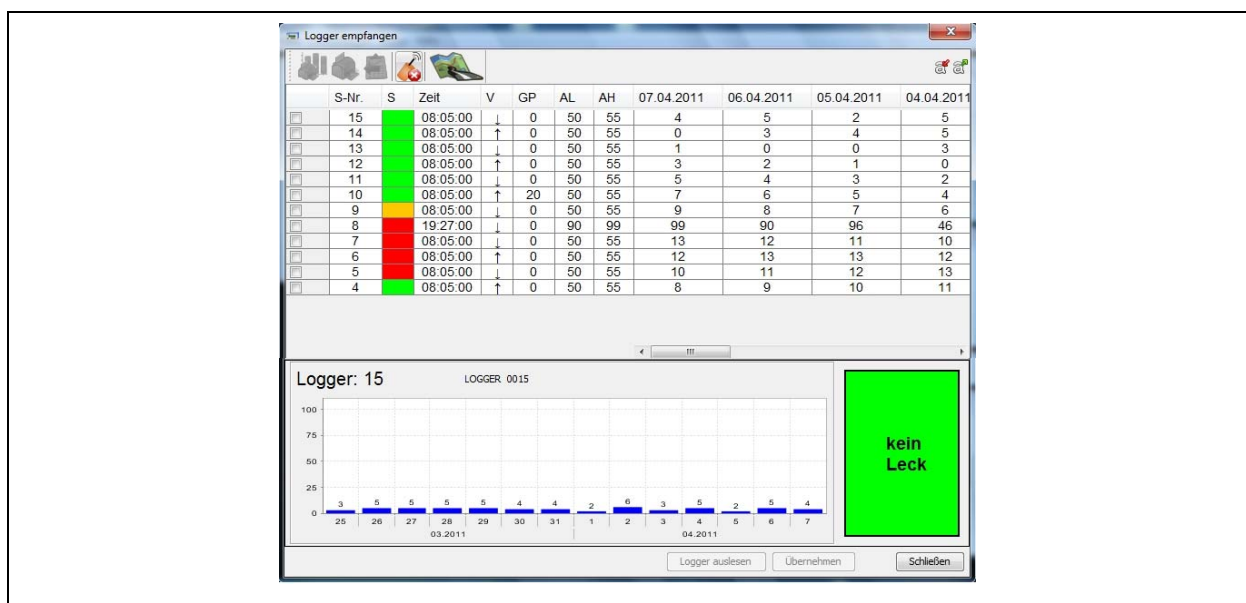 Logger empfangen
S-Nr. S Zeit V GP AL AH 07.04.2011 06.04.2011 05.04.2011 04.04.2011
15 08:05:00 ↓ 0 50 55 4 5 2 5
14 08:05:00 ↑ 0 50 55 0 3 4 5
13 08:05:00 ↓ 0 50 55 1 0 0 3
12 08:05:00 ↑ 0 50 55 3 2 1 0
11 08:05:00 ↓ 0 50 55 5 4 3 2
10 08:05:00 ↑ 20 50 55 7 6 5 4
9 08:05:00 ↓ 0 50 55 9 8 7 6
8 19:27:00 ↓ 0 90 99 99 90 96 46
7 08:05:00 ↓ 0 50 55 13 12 11 10
6 08:05:00 ↑ 0 50 55 12 13 13 12
5 08:05:00 ↓ 0 50 55 10 11 12 13
4 08:05:00 ↑ 0 50 55 8 9 10 11
Logger: 15 LOGGER 0015
100
75
50
25
0
3 5 5 5 5 4 4 2 6 3 5 2 5 4
25 26 27 28 29 30 31 1 2 3 4 5 6 7
03.2011 04.2011
kein
Leck
Logger auslesen Übernehmen Schließen